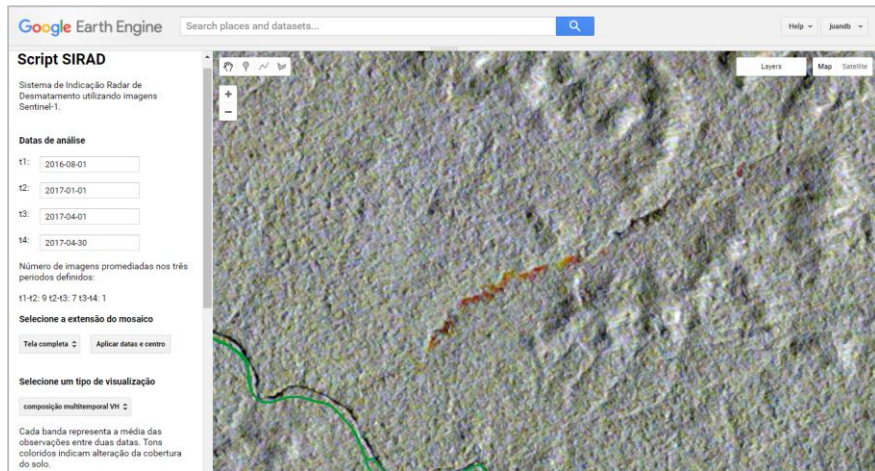 Google Earth Engine
Search places and datasets...
Help
juandb
Script SIRAD
Sistema de Indicação Radar de
Desmatamento utilizando imagens
Sentinel-1.
Datas de análise
t1: 2016-08-01
t2: 2017-01-01
t3: 2017-04-01
t4: 2017-04-30
Número de imagens promediadas nos três
periodos definidos:
t1-t2: 9 t2-t3: 7 t3-t4: 1
Selecione a extensão do mosaico
Tela completa Aplicar datas e centro
Selecione um tipo de visualização
composição multitemporal VH
Cada banda representa a média das
observações entre duas datas. Tons
coloridos indicam alteração da cobertura
do solo.
Layers
Map Satellite